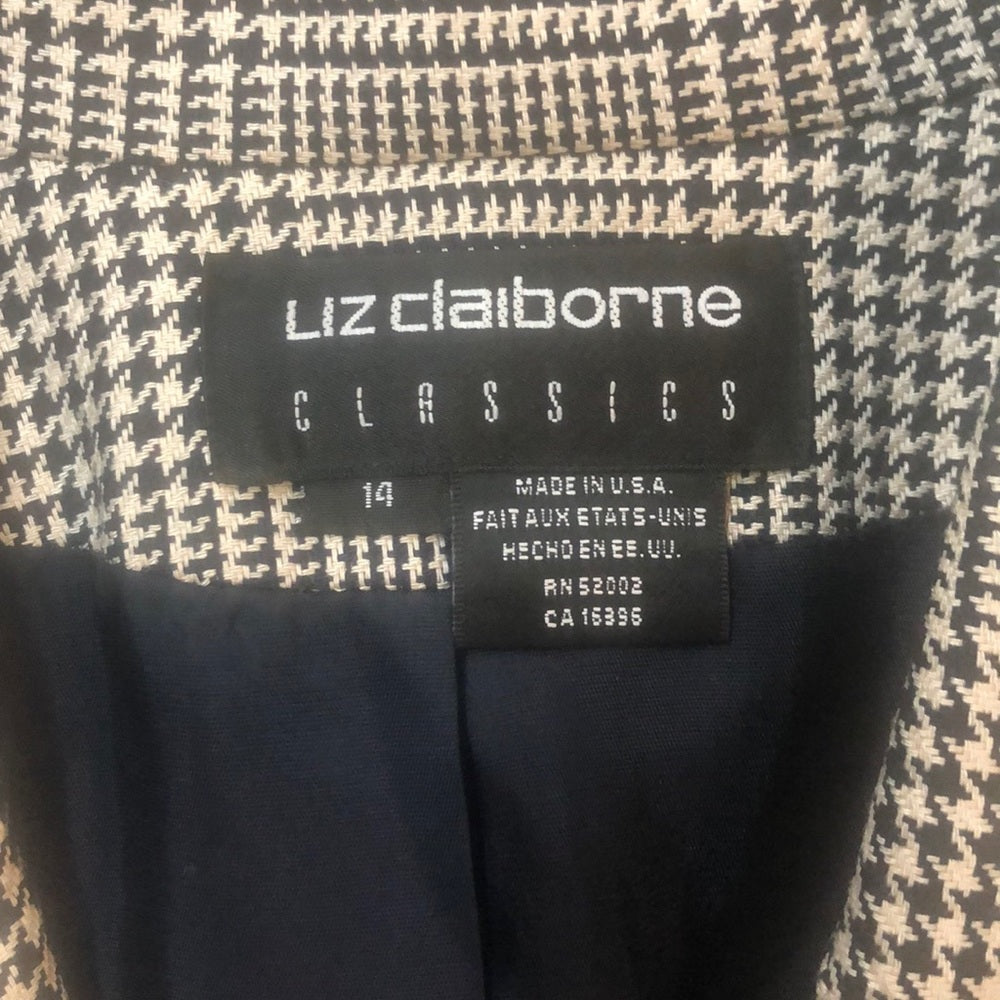 Liz claiborne
CLASSICS
14
MADE IN U.S.A.
FAIT AUX ETATS-UNIS
HECHO EN EE.UU.
RN 52002
CA 16396